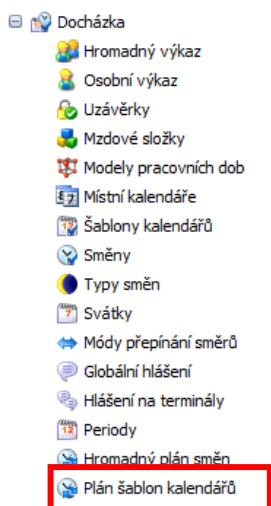 Docházka
Hromadný výkaz
Osobní výkaz
Uzávěrky
Mzdové složky
Modely pracovních dob
Místní kalendáře
Šablony kalendářů
Směny
Typy směn
Svátky
Módy přepínání směrů
Globální hlášení
Hlášení na terminály
Periody
Hromadný plán směn
Plán šablon kalendářů